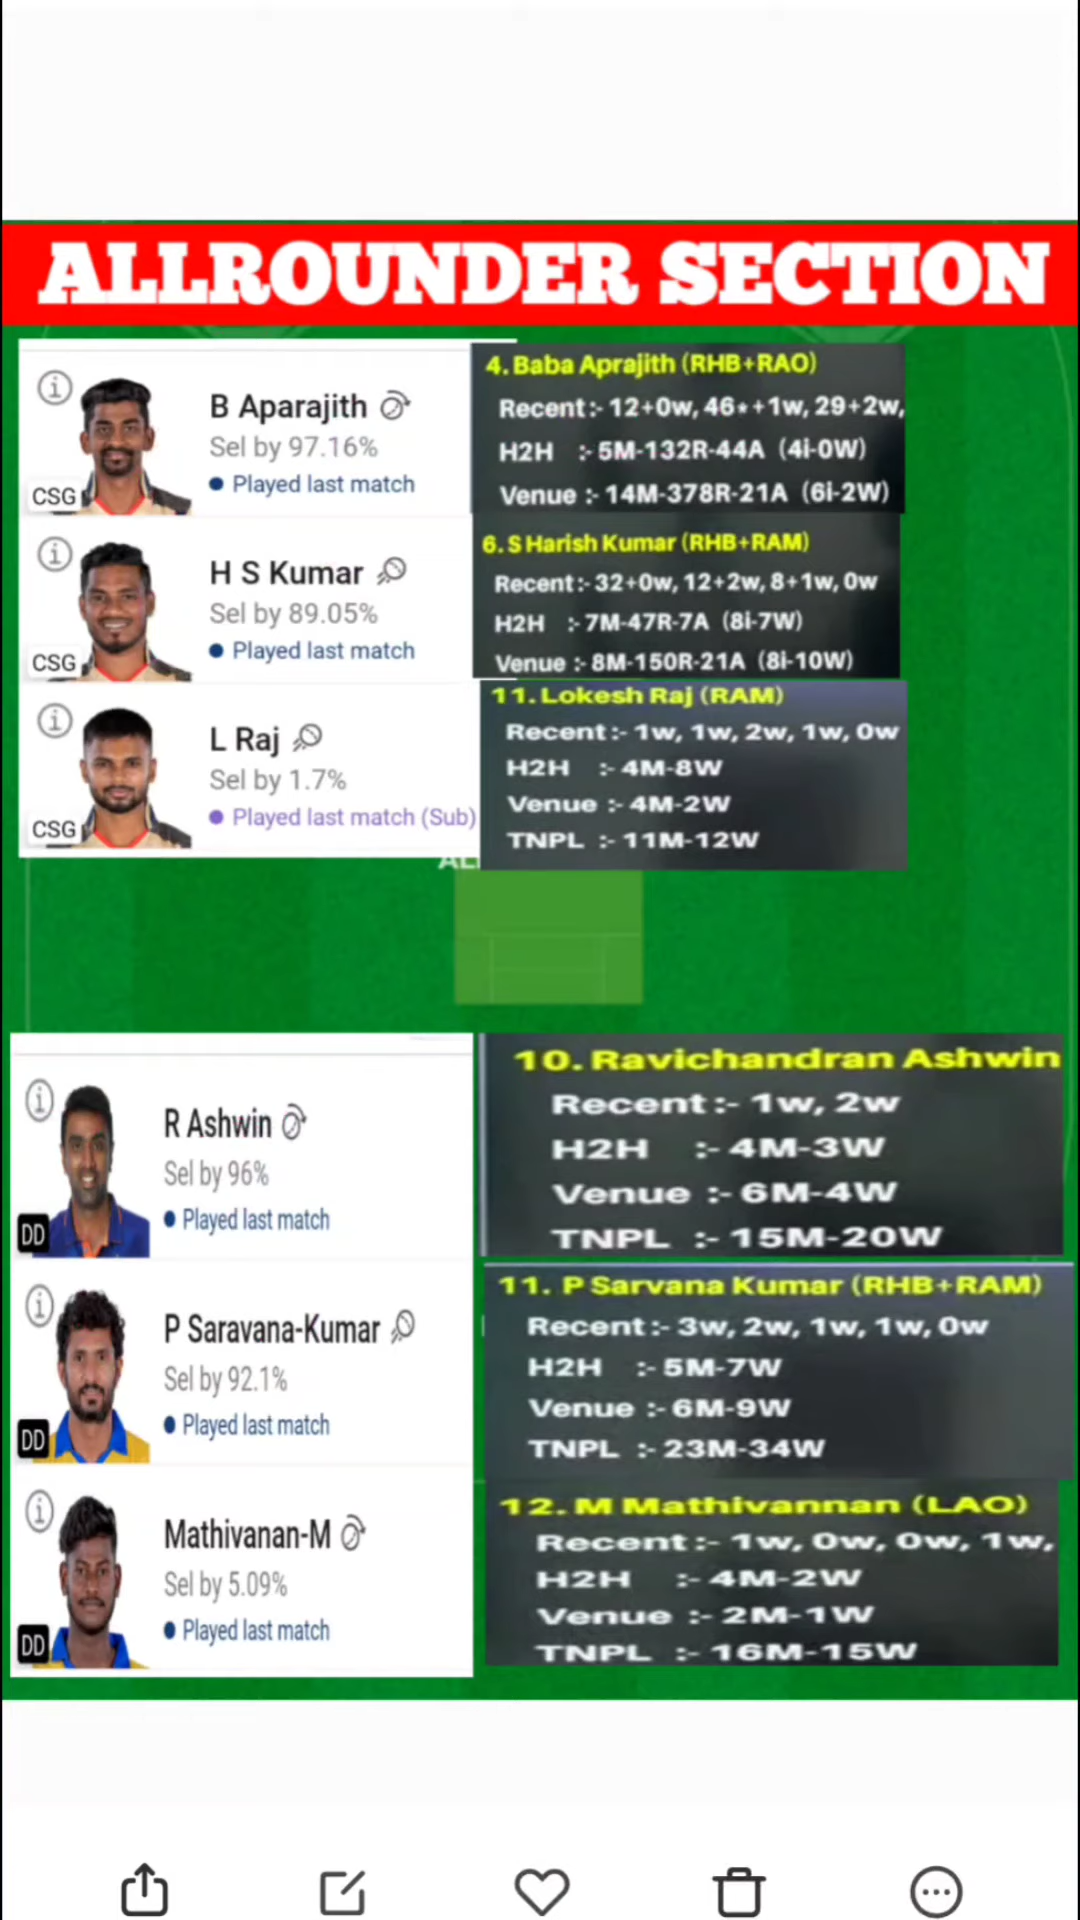 ALLROUNDER SECTION
B Aparajith
Sel by 97.16%
Played last match
CSG
4. Baba Aprajith (RHB+RAO)
Recent:- 12+0w, 46*+1w, 29+2w,
H2H :- 5M-132R-44A (4i-0W)
Venue :- 14M-378R-21A (6i-2W)
H S Kumar
Sel by 89.05%
Played last match
CSG
6. S Harish Kumar (RHB+RAM)
Recent:- 32+0w, 12+2w, 8+1w, 0w
H2H :- 7M-47R-7A (8i-7W)
Venue :- 8M-150R-21A (8i-10W)
L Raj
Sel by 1.7%
Played last match (Sub)
CSG
11. Lokesh Raj (RAM)
Recent:- 1w, 1w, 2w, 1w, 0w
H2H :- 4M-8W
Venue :- 4M-2W
TNPL :- 11M-12W
R Ashwin
Sel by 96%
Played last match
DD
10. Ravichandran Ashwin
Recent:- 1w, 2w
H2H :- 4M-3W
Venue :- 6M-4W
TNPL :- 15M-20W
P Saravana-Kumar
Sel by 92.1%
Played last match
DD
11. P Sarvana Kumar (RHB+RAM)
Recent:- 3w, 2w, 1w, 1w, 0w
H2H :- 5M-7W
Venue :- 6M-9W
TNPL :- 23M-34W
Mathivanan-M
Sel by 5.09%
Played last match
DD
12. M Mathivannan (LAO)
Recent:- 1w, 0w, 0w, 1w,
H2H :- 4M-2W
Venue :- 2M-1W
TNPL :- 16M-15W